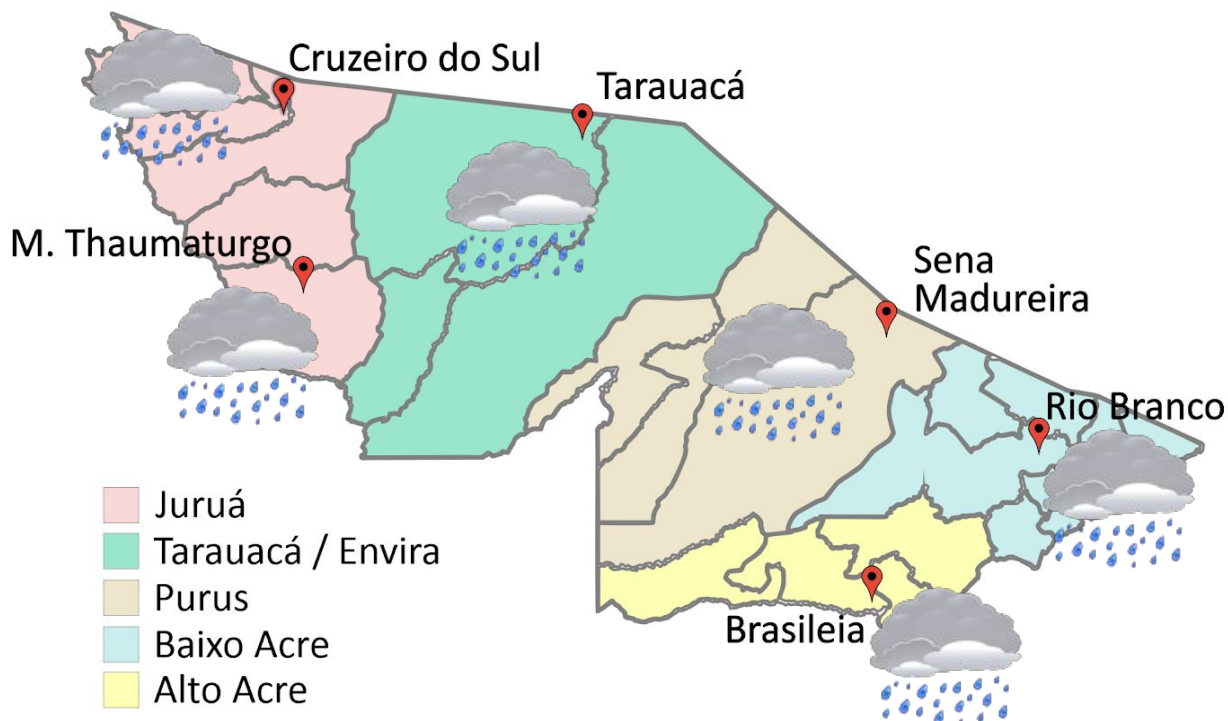 Cruzeiro do Sul
Tarauacá
M. Thaumaturgo
Sena
Madureira
Rio Branco
Brasileia
Juruá
Tarauacá / Envira
Purus
Baixo Acre
Alto Acre